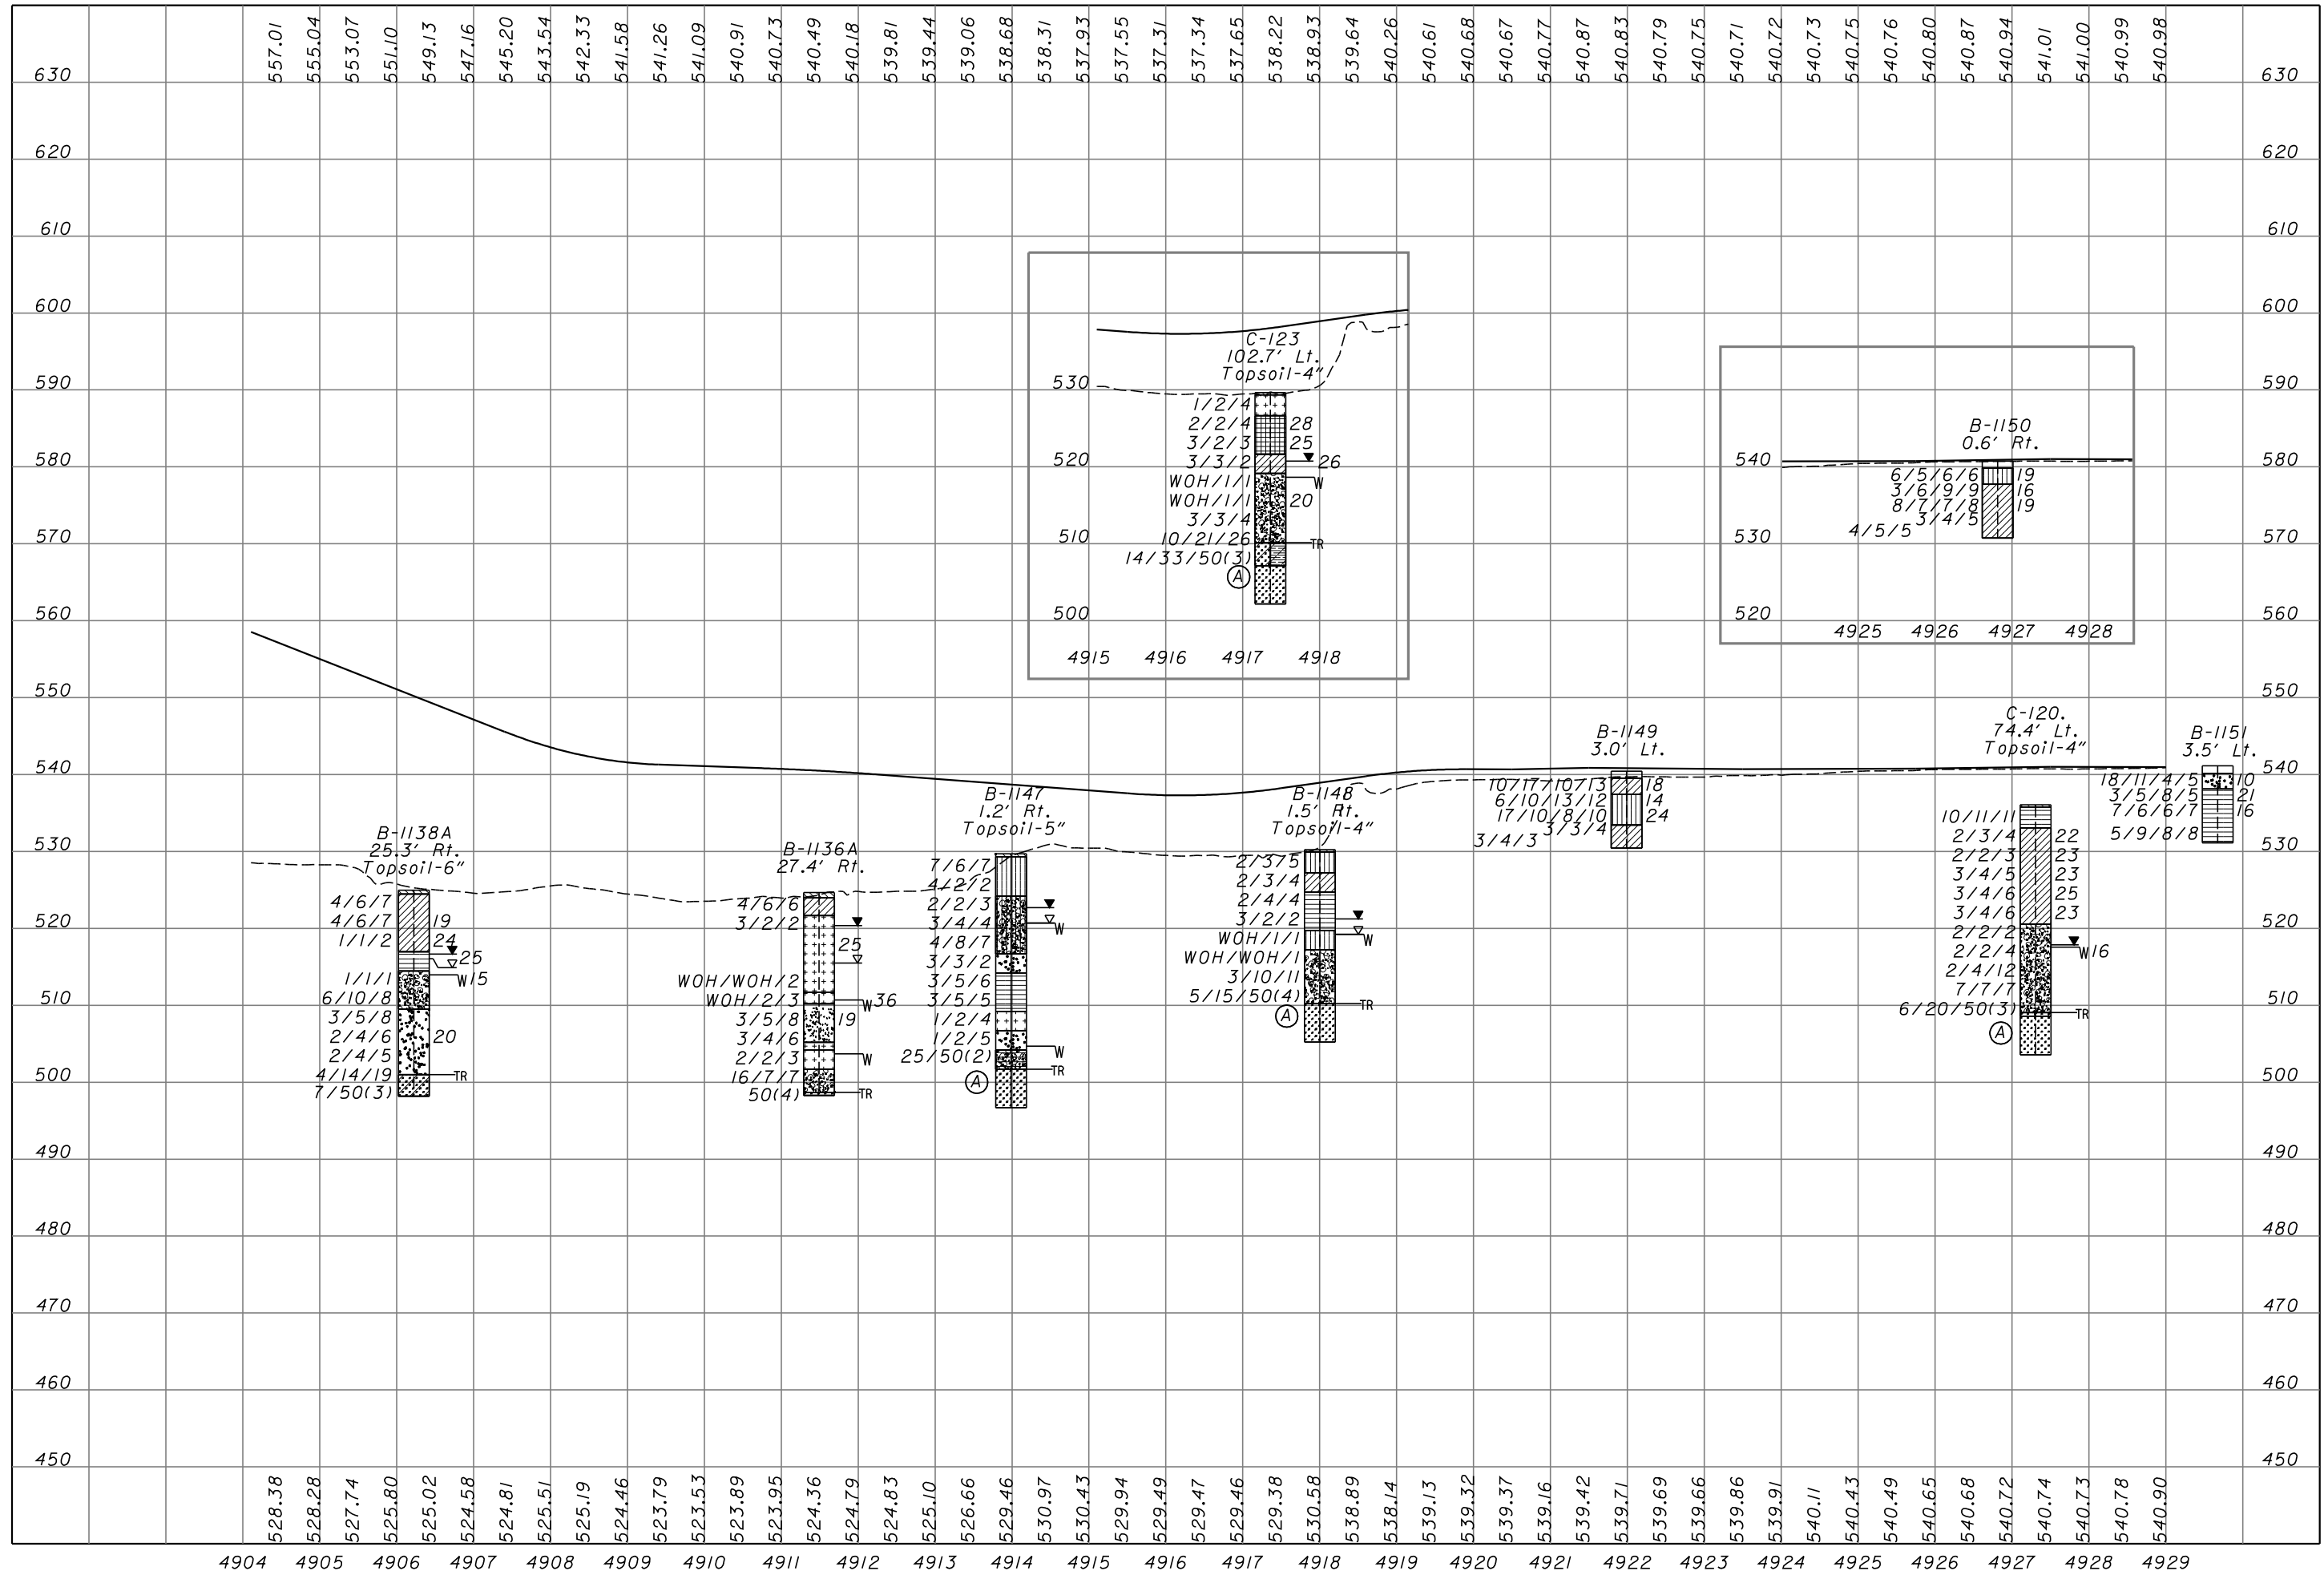 557.01 555.04 553.07 551.10 549.13 547.16 545.20 543.54 542.33 541.58 541.26 541.09 540.91 540.73 540.49 540.18 539.81 539.44 539.06 538.68 538.31 537.93 537.55 537.31 537.34 537.65 538.22 538.93 539.64 540.26 540.61 540.68 540.67 540.77 540.87 540.83 540.79 540.75 540.71 540.72 540.73 540.75 540.76 540.80 540.87 540.94 541.01 541.00 540.99 540.98
630 630
620 620
610 610
600 600
590 590
580 580
570 570
560 560
550 550
540 540
530 530
520 520
510 510
500 500
490 490
480 480
470 470
460 460
450 450
C-123
102.7' Lt.
Topsoil-4"
530
520
510
500
1/2/4
2/2/4 28
3/2/3 25
3/3/2 26
WOH/1/1 W
WOH/1/1 20
3/3/4
10/21/26 TR
14/33/50(3)
A
4915 4916 4917 4918
B-1150
0.6' Rt.
540
530
520
6/5/6/6 19
3/6/9/9 16
8/7/7/8 19
3/4/5
4/5/5
4925 4926 4927 4928
B-1138A
25.3' Rt.
Topsoil-6"
4/6/7
4/6/7 19
1/1/2 24
25
1/1/1 W 15
6/10/8
3/5/8
2/4/6 20
2/4/5
4/14/19 TR
7/50(3)
B-1136A
27.4' Rt.
4/6/6
3/2/2
25
WOH/WOH/2
WOH/2/3 W 36
3/5/8 19
3/4/6
2/2/3 W
16/7/7
50(4) TR
B-1147
1.2' Rt.
Topsoil-5"
7/6/7
4/2/2
2/2/3
3/4/4 W
4/8/7
3/3/2
3/5/6
3/5/5
1/2/4
1/2/5
25/50(2) W
TR
A
B-1148
1.5' Rt.
Topsoil-4"
2/3/5
2/3/4
2/4/4
3/2/2
WOH/1/1 W
WOH/WOH/1
3/10/11
5/15/50(4) TR
A
B-1149
3.0' Lt.
10/17/10/13 18
6/10/13/12 14
17/10/8/10 24
3/3/4
3/4/3
C-120.
74.4' Lt.
Topsoil-4"
10/11/11
2/3/4 22
2/2/3 23
3/4/5 23
3/4/6 25
3/4/6 23
2/2/2
2/2/4 W 16
2/4/12
7/7/7
6/20/50(3) TR
A
B-1151
3.5' Lt.
18/11/4/5 10
3/5/8/5 21
7/6/6/7 16
5/9/8/8
528.38 528.28 527.74 525.80 525.02 524.58 524.81 525.51 525.19 524.46 523.79 523.53 523.89 523.95 524.36 524.79 524.83 525.10 526.66 529.46 530.97 530.43 529.94 529.49 529.47 529.46 529.38 530.58 538.89 538.14 539.13 539.32 539.37 539.16 539.42 539.71 539.69 539.66 539.86 539.91 540.11 540.43 540.49 540.65 540.68 540.72 540.74 540.73 540.78 540.90
4904 4905 4906 4907 4908 4909 4910 4911 4912 4913 4914 4915 4916 4917 4918 4919 4920 4921 4922 4923 4924 4925 4926 4927 4928 4929